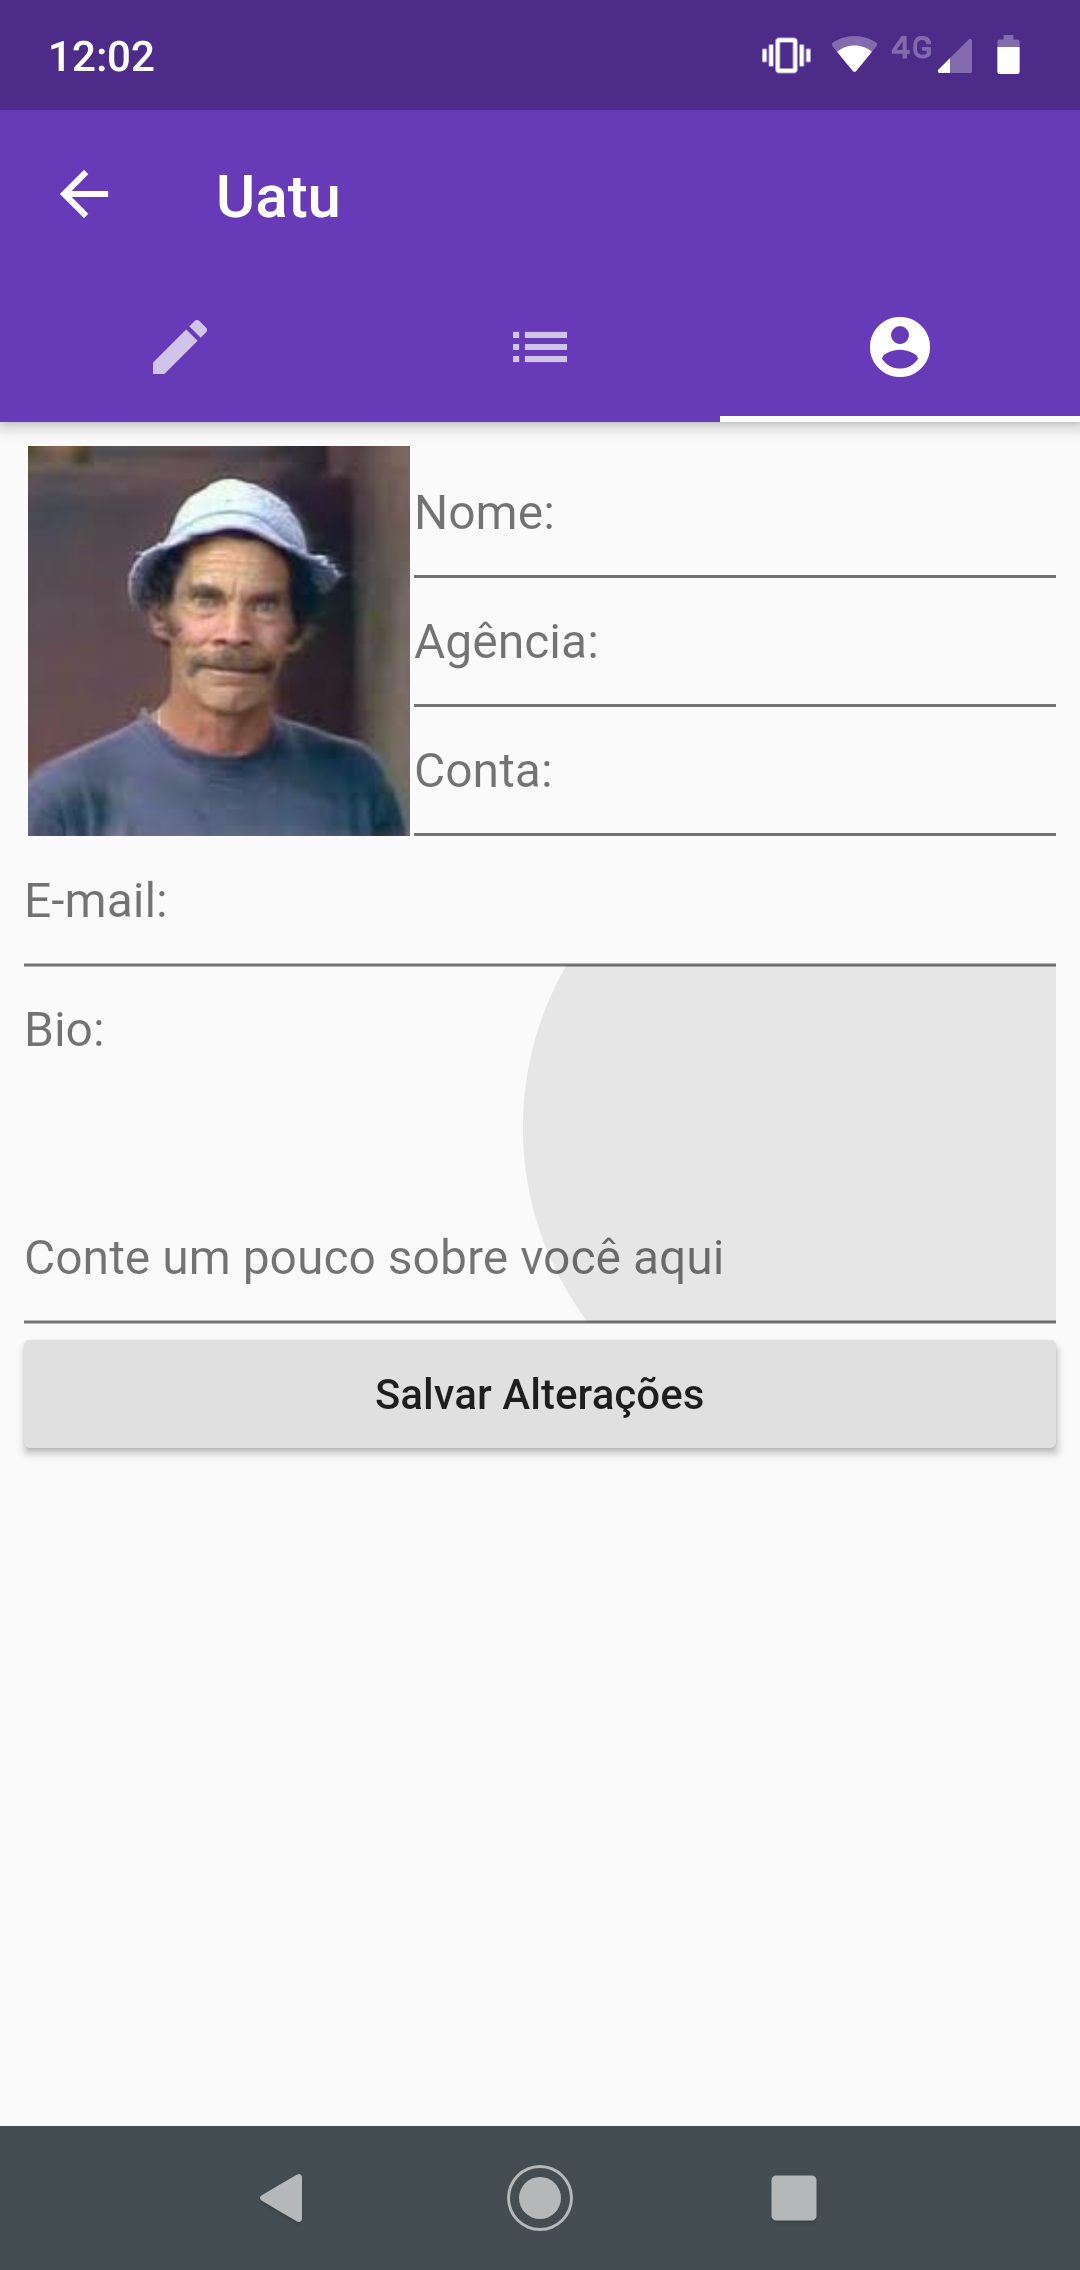 12:02
4G
Uatu
Nome:
Agência:
Conta:
E-mail:
Bio:
Conte um pouco sobre você aqui
Salvar Alterações